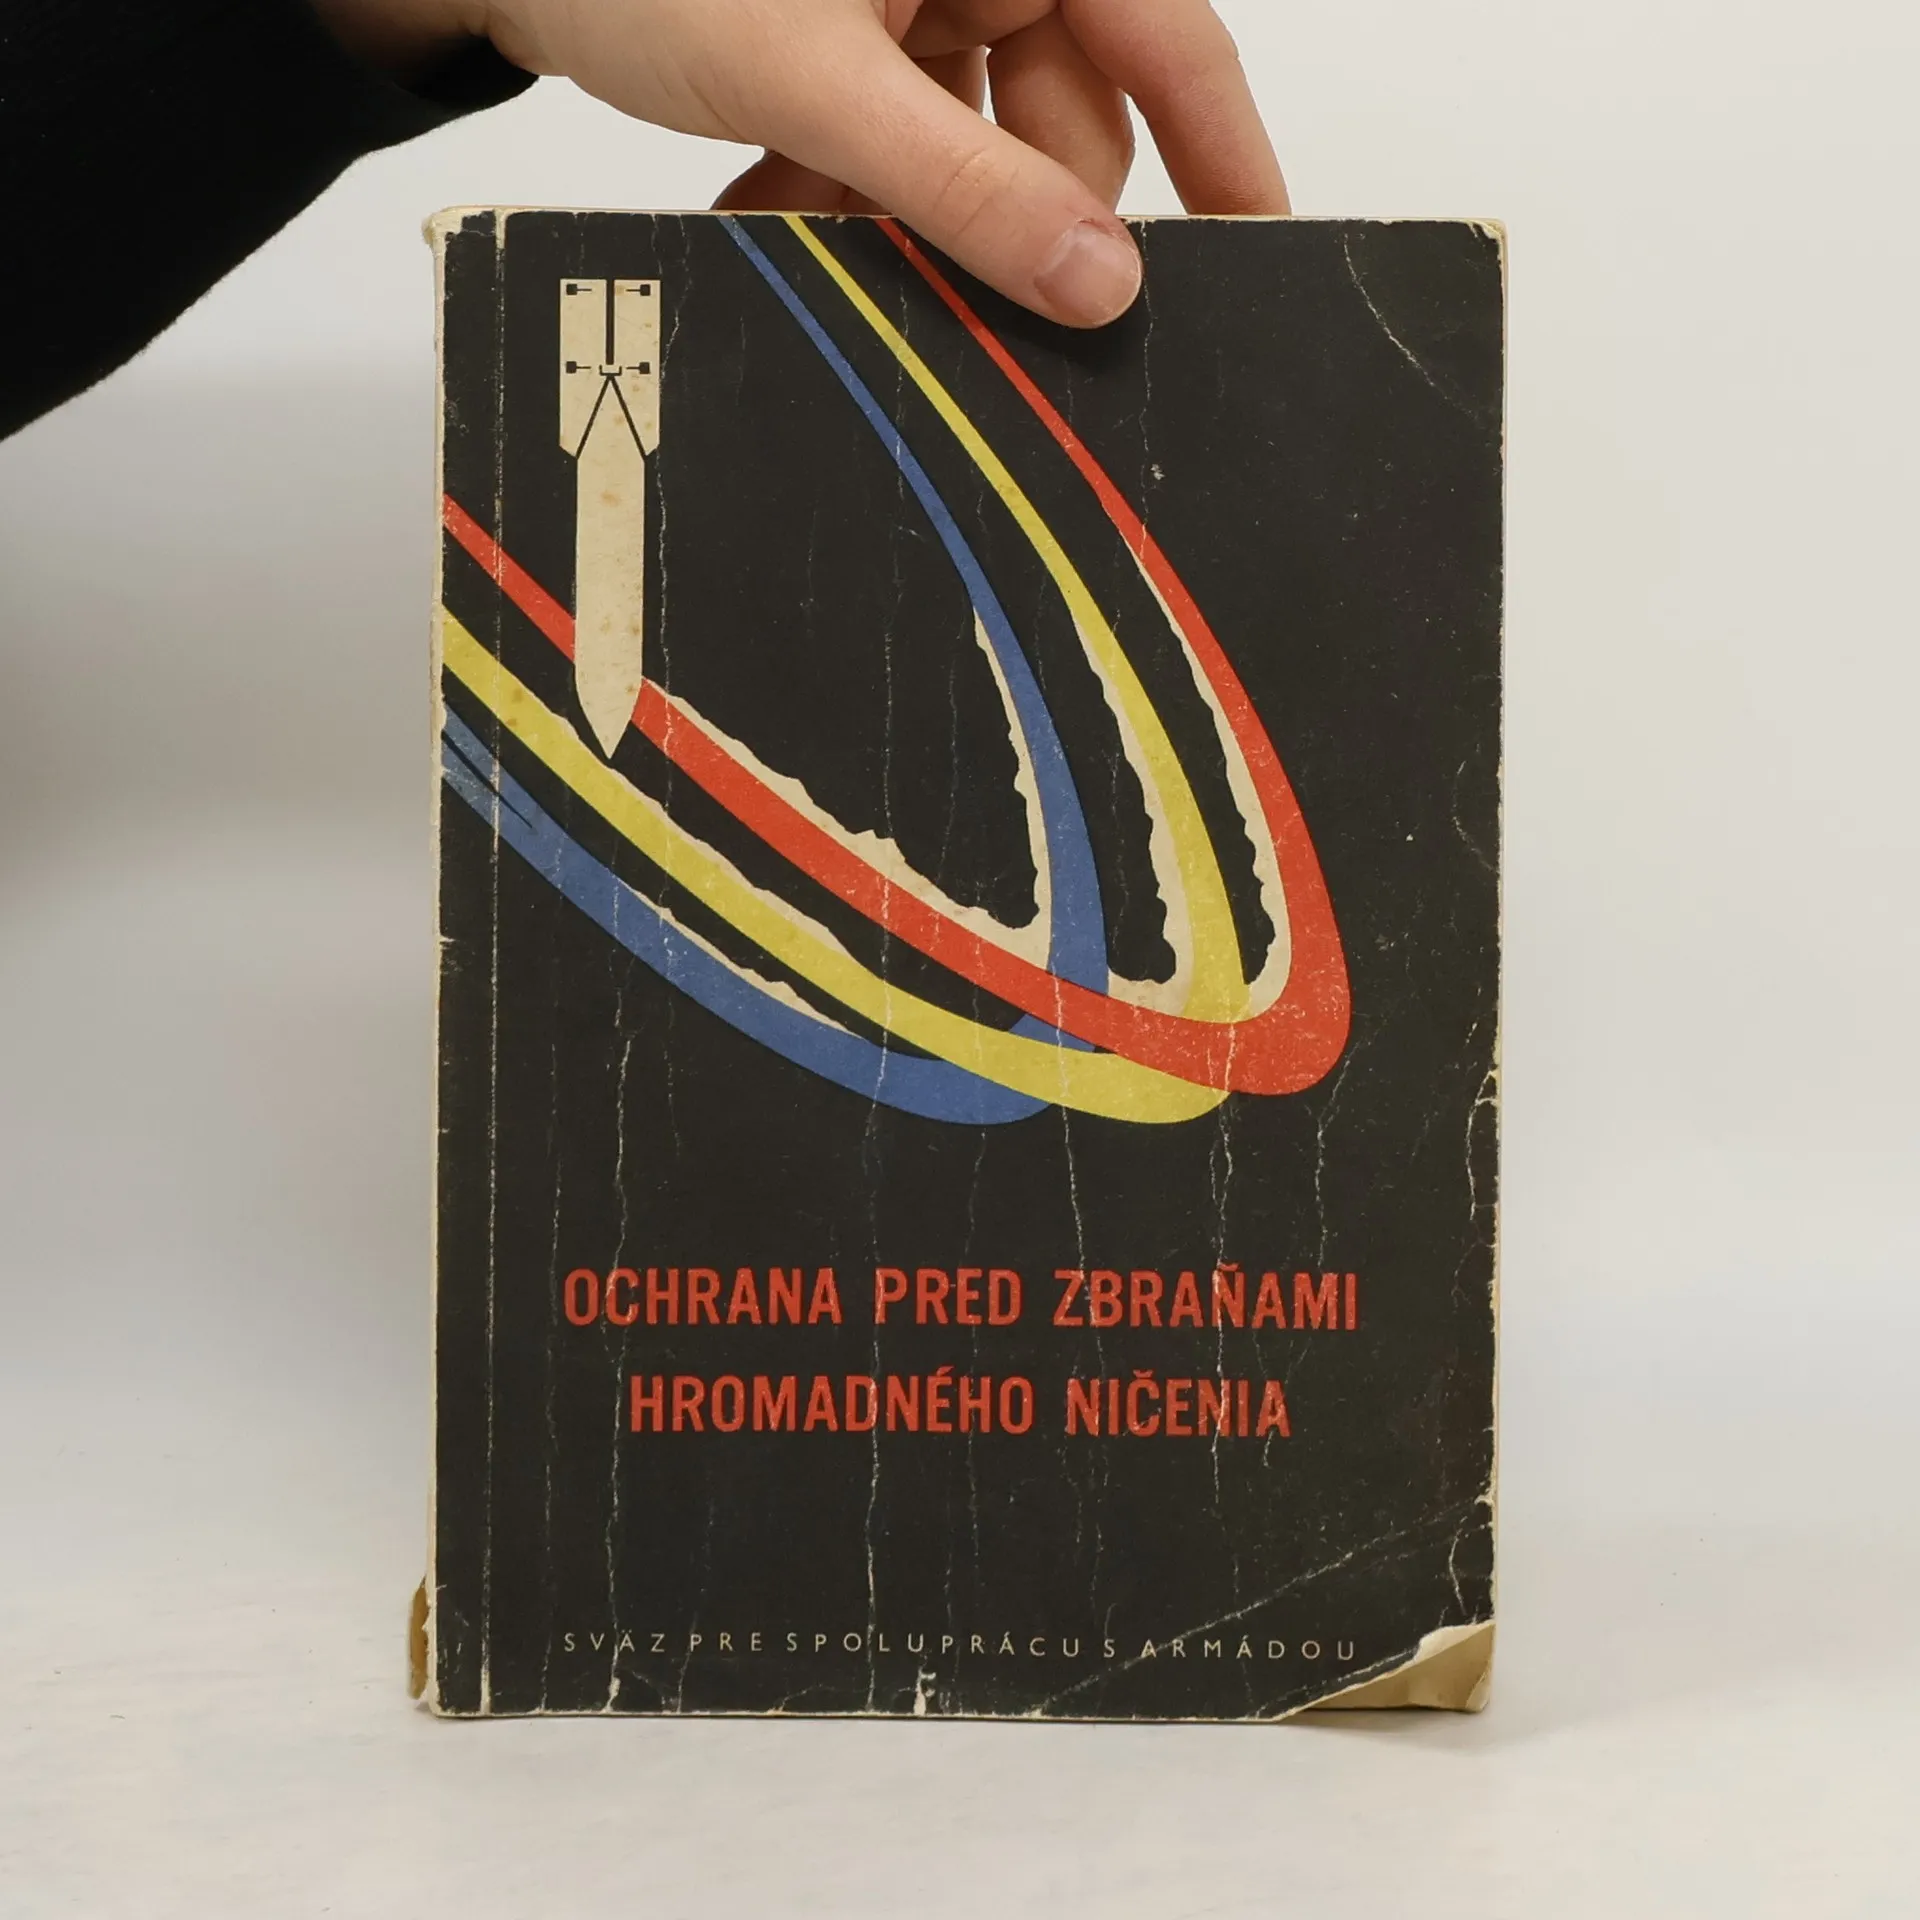 OCHRANA PRED ZBRAŇAMI
HROMADNÉHO NIČENIA
SVÄZ PRE SPOLUPRÁCU S ARMÁDOU